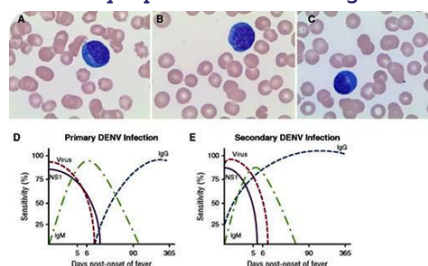 A
B
C
D Primary DENV Infection
E Secondary DENV Infection
Sensitivity (%)
100
75
50
25
Virus
NS1
IgM
IgG
5 6 90 365
Days post-onset of fever
Sensitivity (%)
100
75
50
25
Virus
NS1
IgM
IgG
5 6 90 365
Days post-onset of fever